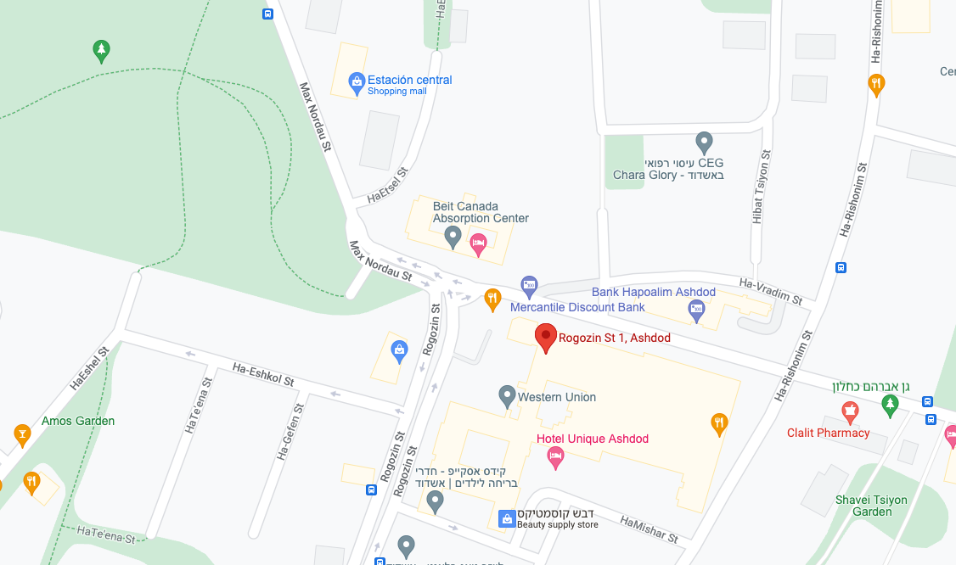 HaE
Ha-Rishonim St
Estación central
Shopping mall
Cen
Max Nordau St
CEG עיסוי רפואי
באשדוד - Chara Glory
HaEtsel St
Hibat Tsiyon St
Ha-Rishonim St
Beit Canada
Absorption Center
Max Nordau St
Ha-Vradim St
Bank Hapoalim Ashdod
Mercantile Discount Bank
Rogozin St
Rogozin St 1, Ashdod
HaEshel St
Ha-Eshkol St
Ha-Rishonim St
גן אברהם כחלון
HaTe'ena St
Western Union
Ha-Gefen St
Amos Garden
Clalit Pharmacy
Hotel Unique Ashdod
Rogozin St
Rogozin St
קידס אסקייפ - חדרי
בריחה לילדים | אשדוד
Shavei Tsiyon
Garden
דבש קוסמטיקס
Beauty supply store
HaMishar St
HaTe'ena St